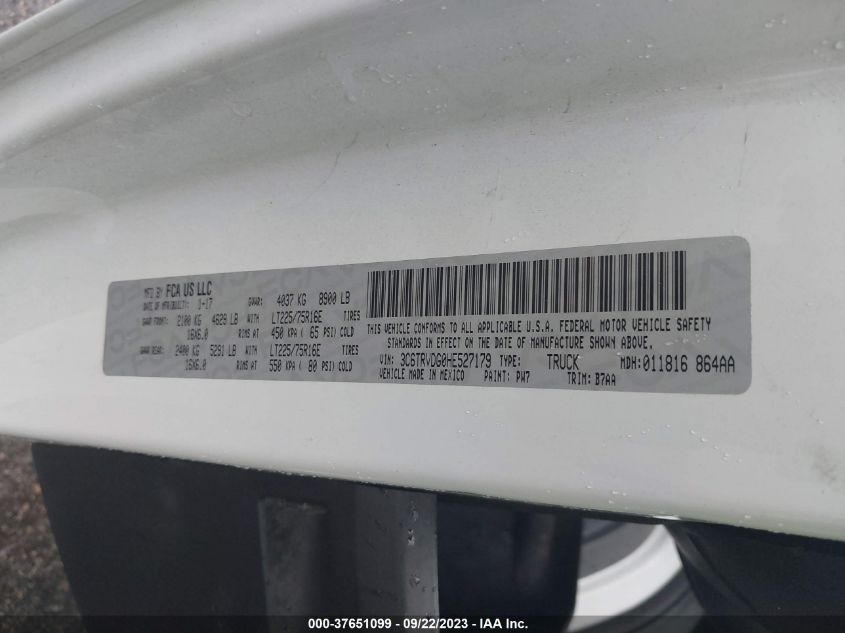 MFD BY FCA US LLC
DATE OF MFR/BUILT: 1-17 GVWR: 4037 KG 8900 LB
GAWR FRONT: 2100 KG 4629 LB WITH LT225/75R16E TIRES
16X6.0 RIMS AT 450 KPA ( 65 PSI) COLD
GAWR REAR: 2400 KG 5291 LB WITH LT225/75R16E TIRES
16X6.0 RIMS AT 550 KPA ( 80 PSI) COLD
THIS VEHICLE CONFORMS TO ALL APPLICABLE U.S.A. FEDERAL MOTOR VEHICLE SAFETY
STANDARDS IN EFFECT ON THE DATE OF MANUFACTURE SHOWN ABOVE.
VIN: 3C6TRVDG0HE527179 TYPE: TRUCK MDH: 011816 864AA
VEHICLE MADE IN MEXICO PAINT: PW7 TRIM: B7AA
000-37651099 - 09/22/2023 - IAA Inc.